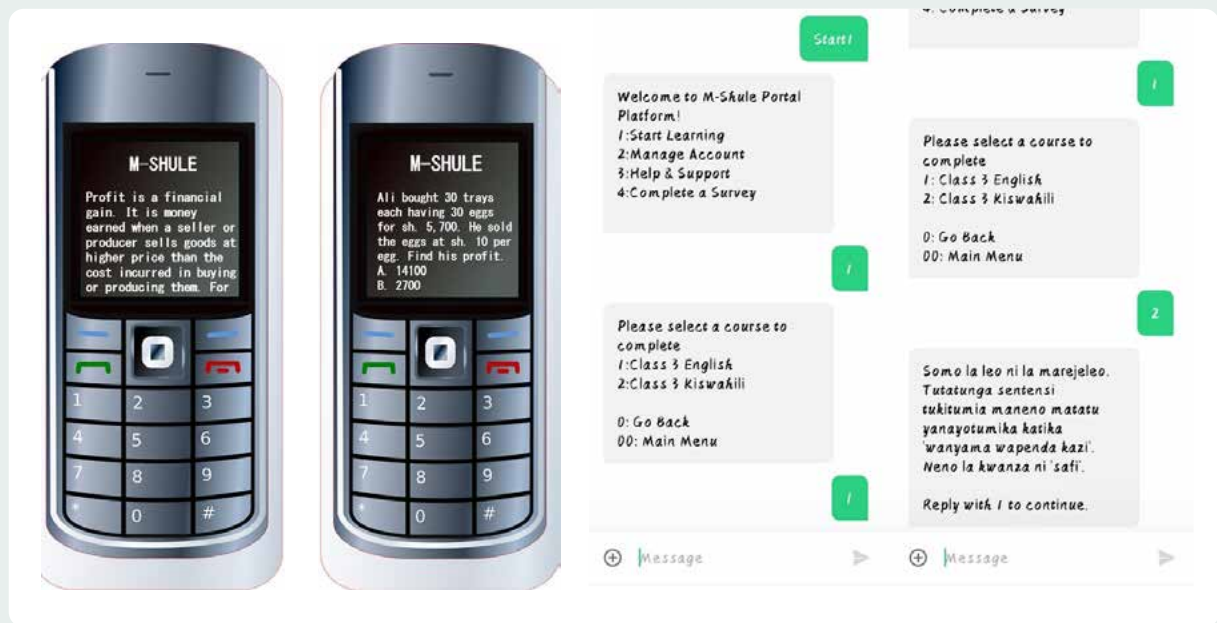 M-SHULE
Profit is a financial
gain. It is money
earned when a seller or
producer sells goods at
higher price than the
cost incurred in buying
or producing them. For
1
2
3
4
5
6
7
8
9
*
0
#
M-SHULE
Ali bought 30 trays
each having 30 eggs
for sh. 5,700. He sold
the eggs at sh. 10 per
egg. Find his profit.
A. 14100
B. 2700
1
2
3
4
5
6
7
8
9
*
0
#
Start!
Welcome to M-Shule Portal
Platform!
1:Start Learning
2:Manage Account
3:Help & Support
4:Complete a Survey
1
Please select a course to
complete
1:Class 3 English
2:Class 3 Kiswahili
0: Go Back
00: Main Menu
1
Message
4: Complete a Survey
1
Please select a course to
complete
1: Class 3 English
2: Class 3 Kiswahili
0: Go Back
00: Main Menu
2
Somo la leo ni la marejeleo.
Tutatunga sentensi
tukitumia maneno matatu
yanayotumika katika
'wanyama wapenda kazi'.
Neno la kwanza ni 'safi'.
Reply with 1 to continue.
Message